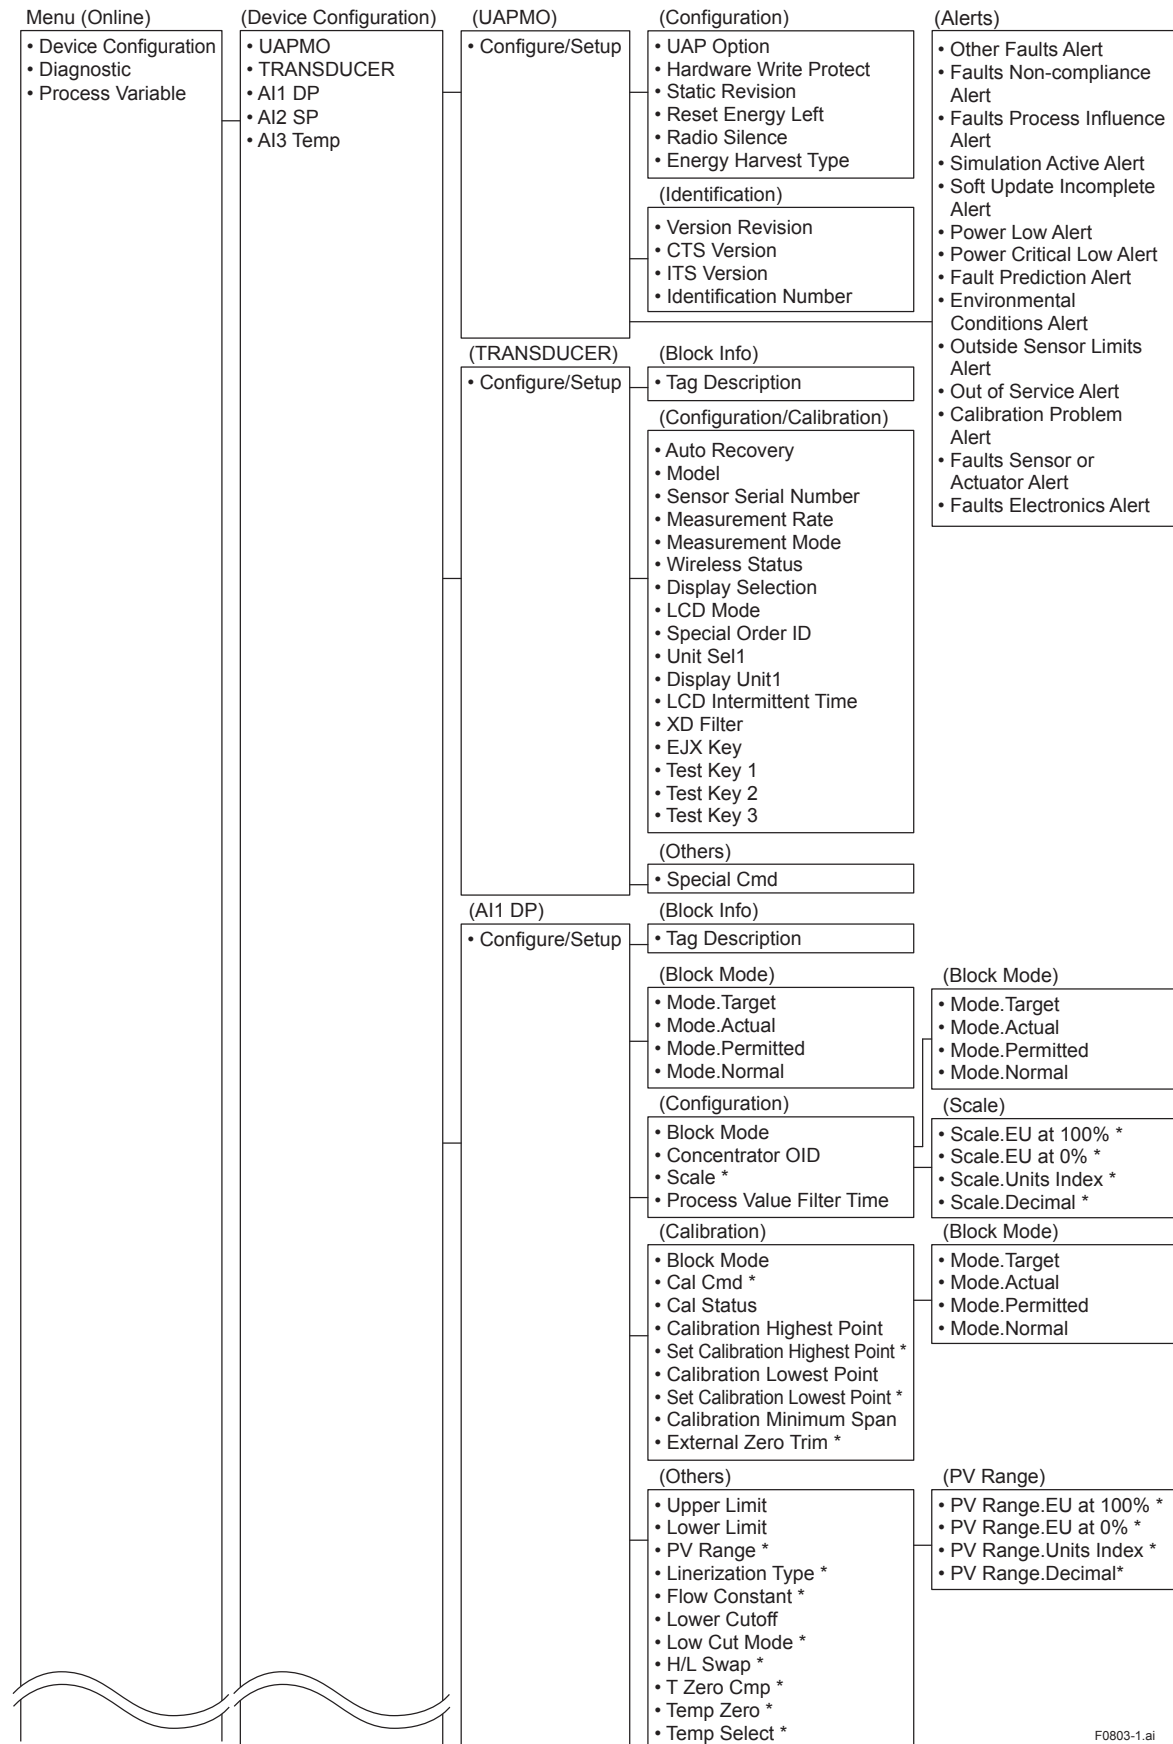 Menu (Online)
• Device Configuration
• Diagnostic
• Process Variable
(Device Configuration)
• UAPMO
• TRANSDUCER
• AI1 DP
• AI2 SP
• AI3 Temp
(UAPMO)
• Configure/Setup
(Configuration)
• UAP Option
• Hardware Write Protect
• Static Revision
• Reset Energy Left
• Radio Silence
• Energy Harvest Type
(Identification)
• Version Revision
• CTS Version
• ITS Version
• Identification Number
(Alerts)
• Other Faults Alert
• Faults Non-compliance
Alert
• Faults Process Influence
Alert
• Simulation Active Alert
• Soft Update Incomplete
Alert
• Power Low Alert
• Power Critical Low Alert
• Fault Prediction Alert
• Environmental
Conditions Alert
• Outside Sensor Limits
Alert
• Out of Service Alert
• Calibration Problem
Alert
• Faults Sensor or
Actuator Alert
• Faults Electronics Alert
(TRANSDUCER)
• Configure/Setup
(Block Info)
• Tag Description
(Configuration/Calibration)
• Auto Recovery
• Model
• Sensor Serial Number
• Measurement Rate
• Measurement Mode
• Wireless Status
• Display Selection
• LCD Mode
• Special Order ID
• Unit Sel1
• Display Unit1
• LCD Intermittent Time
• XD Filter
• EJX Key
• Test Key 1
• Test Key 2
• Test Key 3
(Others)
• Special Cmd
(AI1 DP)
• Configure/Setup
(Block Info)
• Tag Description
(Block Mode)
• Mode.Target
• Mode.Actual
• Mode.Permitted
• Mode.Normal
(Configuration)
• Block Mode
• Concentrator OID
• Scale *
• Process Value Filter Time
(Block Mode)
• Mode.Target
• Mode.Actual
• Mode.Permitted
• Mode.Normal
(Scale)
• Scale.EU at 100% *
• Scale.EU at 0% *
• Scale.Units Index *
• Scale.Decimal *
(Calibration)
• Block Mode
• Cal Cmd *
• Cal Status
• Calibration Highest Point
• Set Calibration Highest Point *
• Calibration Lowest Point
• Set Calibration Lowest Point *
• Calibration Minimum Span
• External Zero Trim *
(Block Mode)
• Mode.Target
• Mode.Actual
• Mode.Permitted
• Mode.Normal
(Others)
• Upper Limit
• Lower Limit
• PV Range *
• Linerization Type *
• Flow Constant *
• Lower Cutoff
• Low Cut Mode *
• H/L Swap *
• T Zero Cmp *
• Temp Zero *
• Temp Select *
(PV Range)
• PV Range.EU at 100% *
• PV Range.EU at 0% *
• PV Range.Units Index *
• PV Range.Decimal*
F0803-1.ai